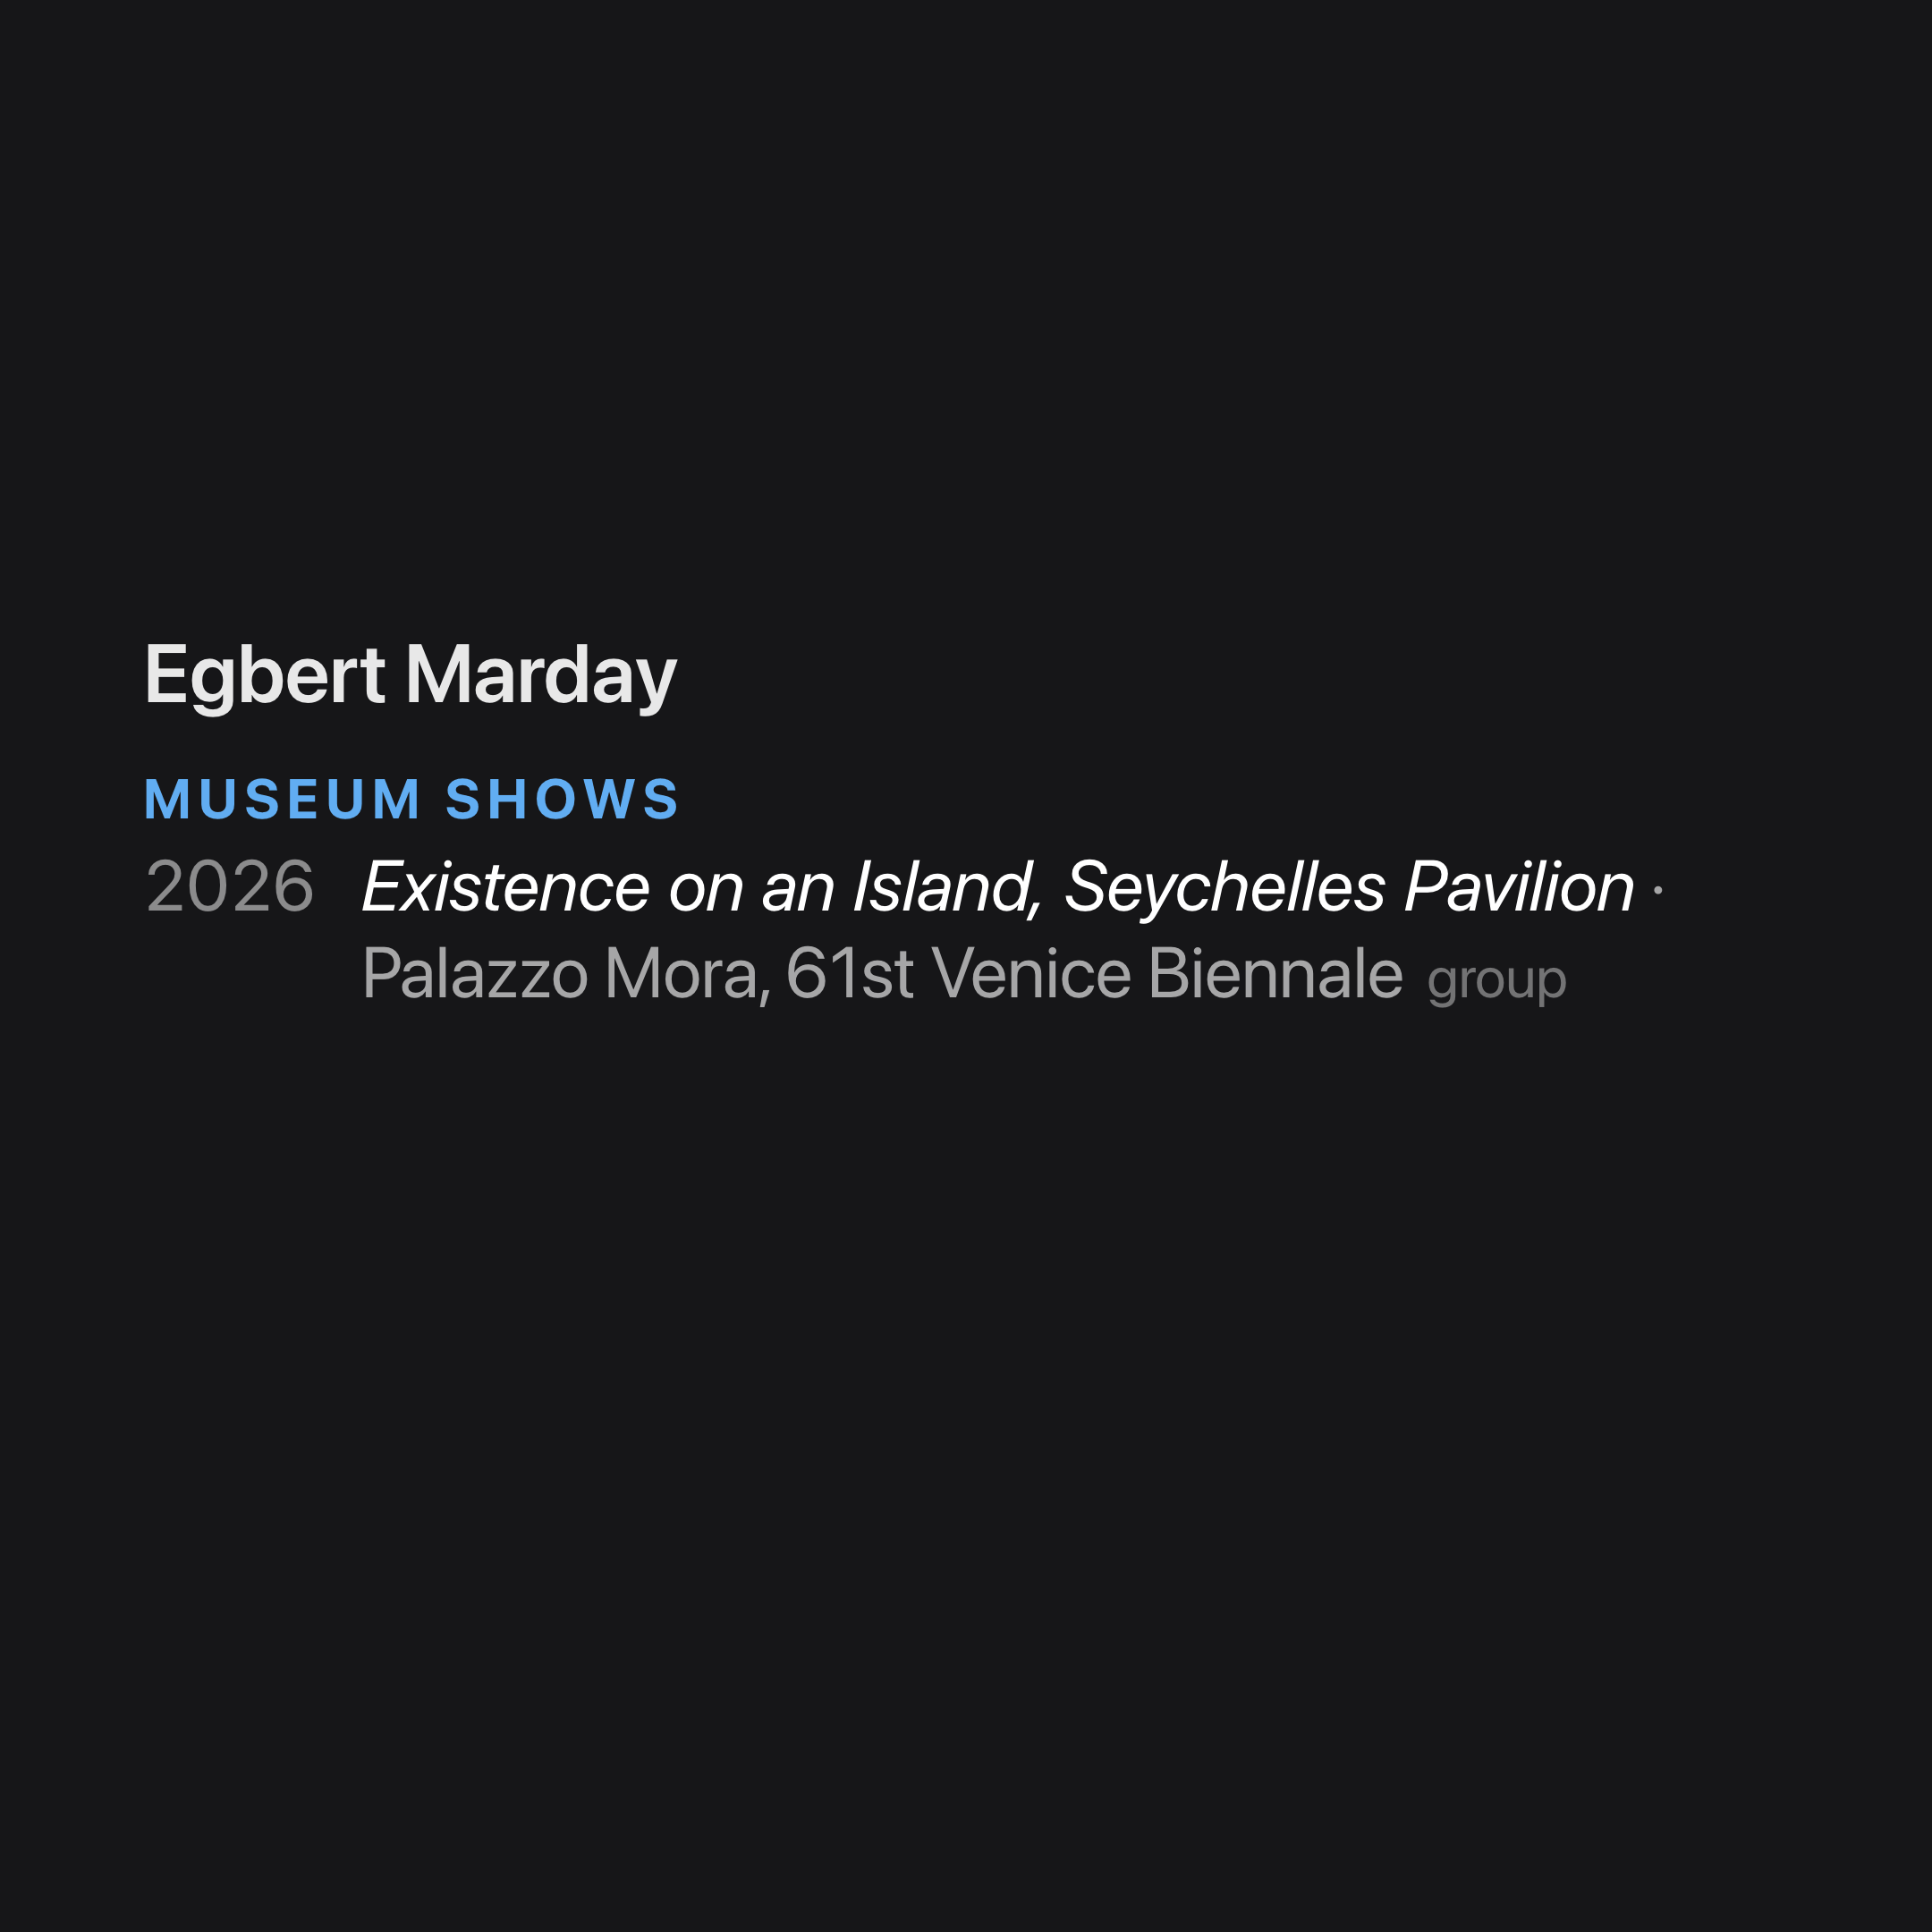 Egbert Marday
MUSEUM SHOWS
2026 Existence on an Island, Seychelles Pavilion ·
Palazzo Mora, 61st Venice Biennale group